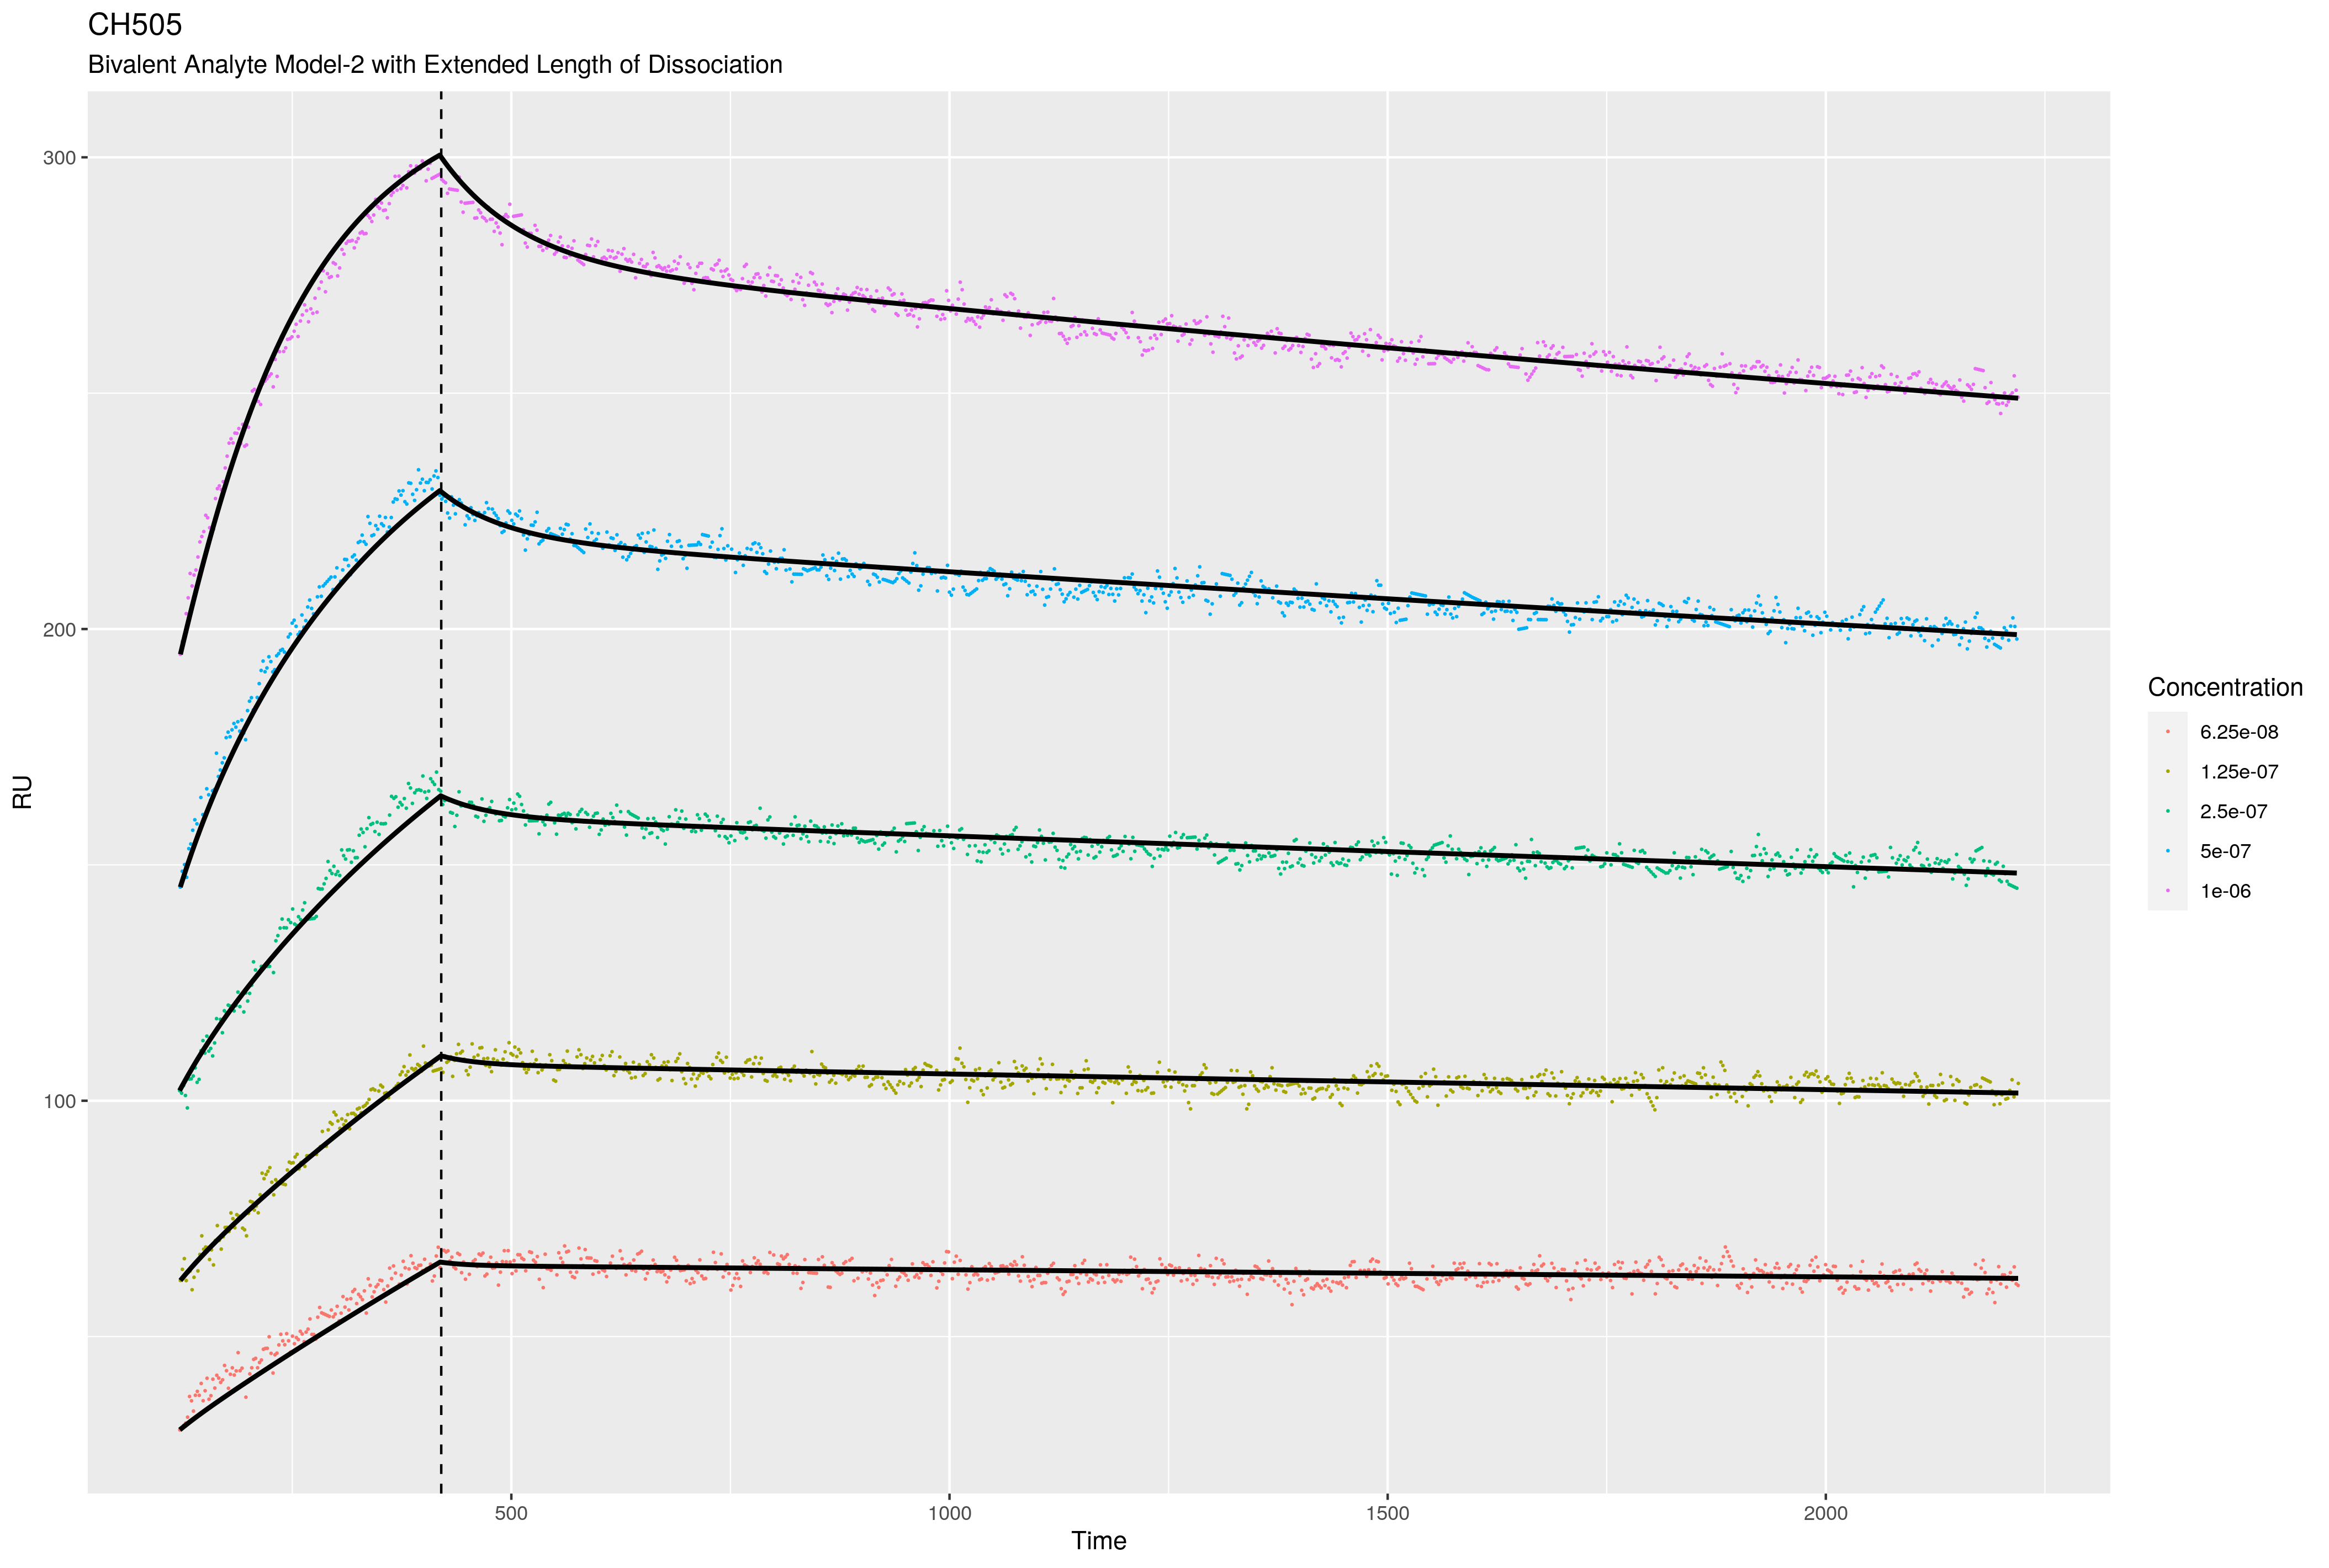 CH505
Bivalent Analyte Model-2 with Extended Length of Dissociation
300
200
100
RU
500
1000
1500
2000
Time
Concentration
6.25e-08
1.25e-07
2.5e-07
5e-07
1e-06